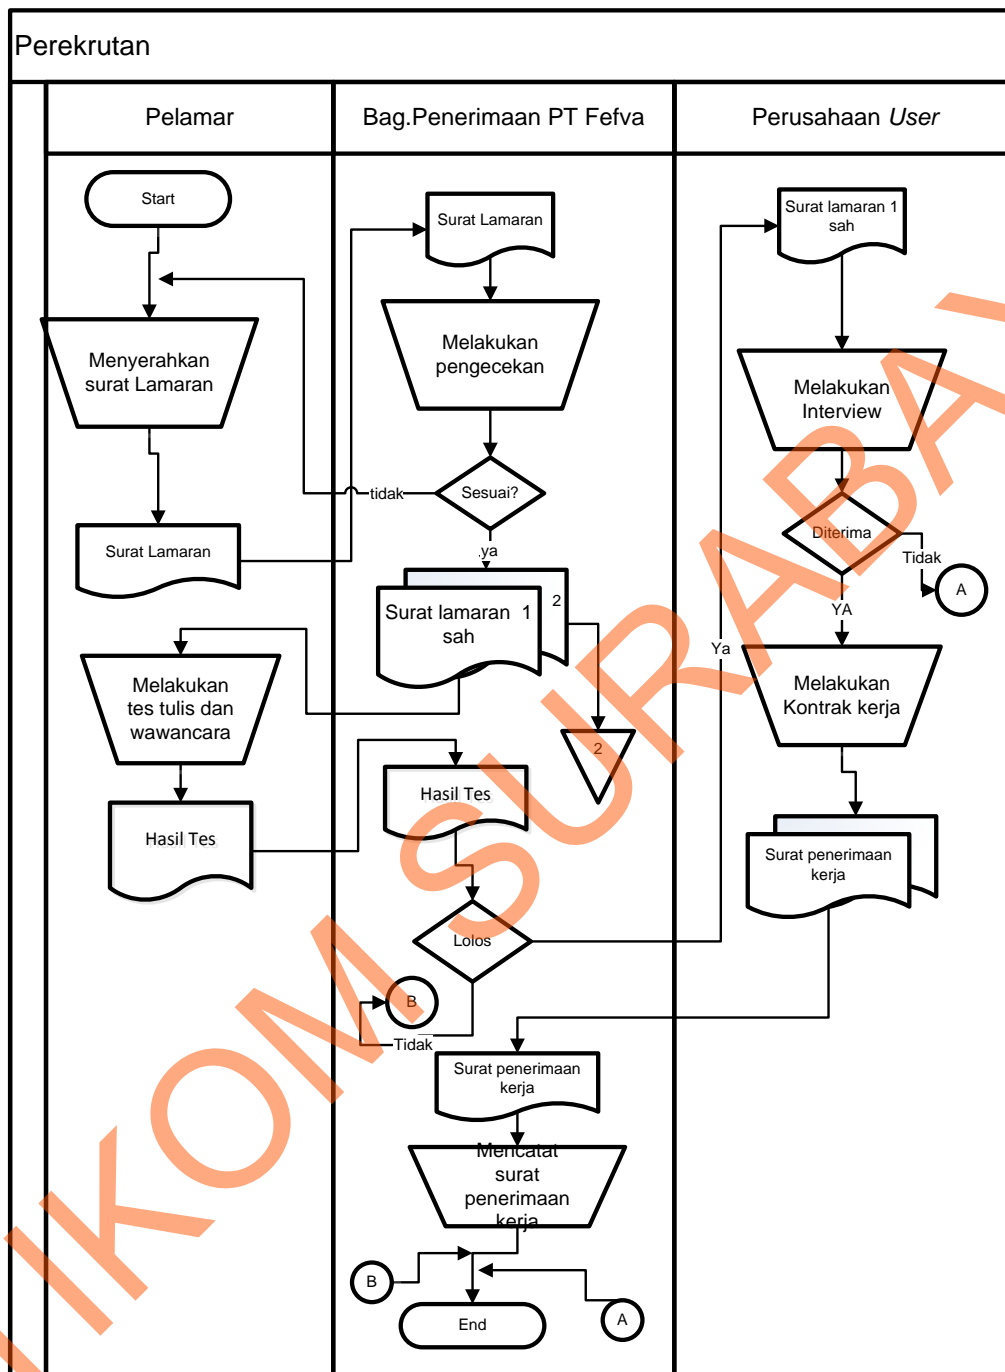 Perekrutan
Pelamar
Bag.Penerimaan PT Fefva
Perusahaan User
Start
Menyerahkan
surat Lamaran
Surat Lamaran
Melakukan
tes tulis dan
wawancara
Hasil Tes
Surat Lamaran
Melakukan
pengecekan
Sesuai?
tidak
ya
Surat lamaran 1
sah
2
2
Hasil Tes
Lolos
Ya
B
Tidak
Surat penerimaan
kerja
Mencatat
surat
penerimaan
kerja
B
End
A
Surat lamaran 1
sah
Melakukan
Interview
Diterima
Tidak
A
YA
Melakukan
Kontrak kerja
Surat penerimaan
kerja
IKOM SURABAY